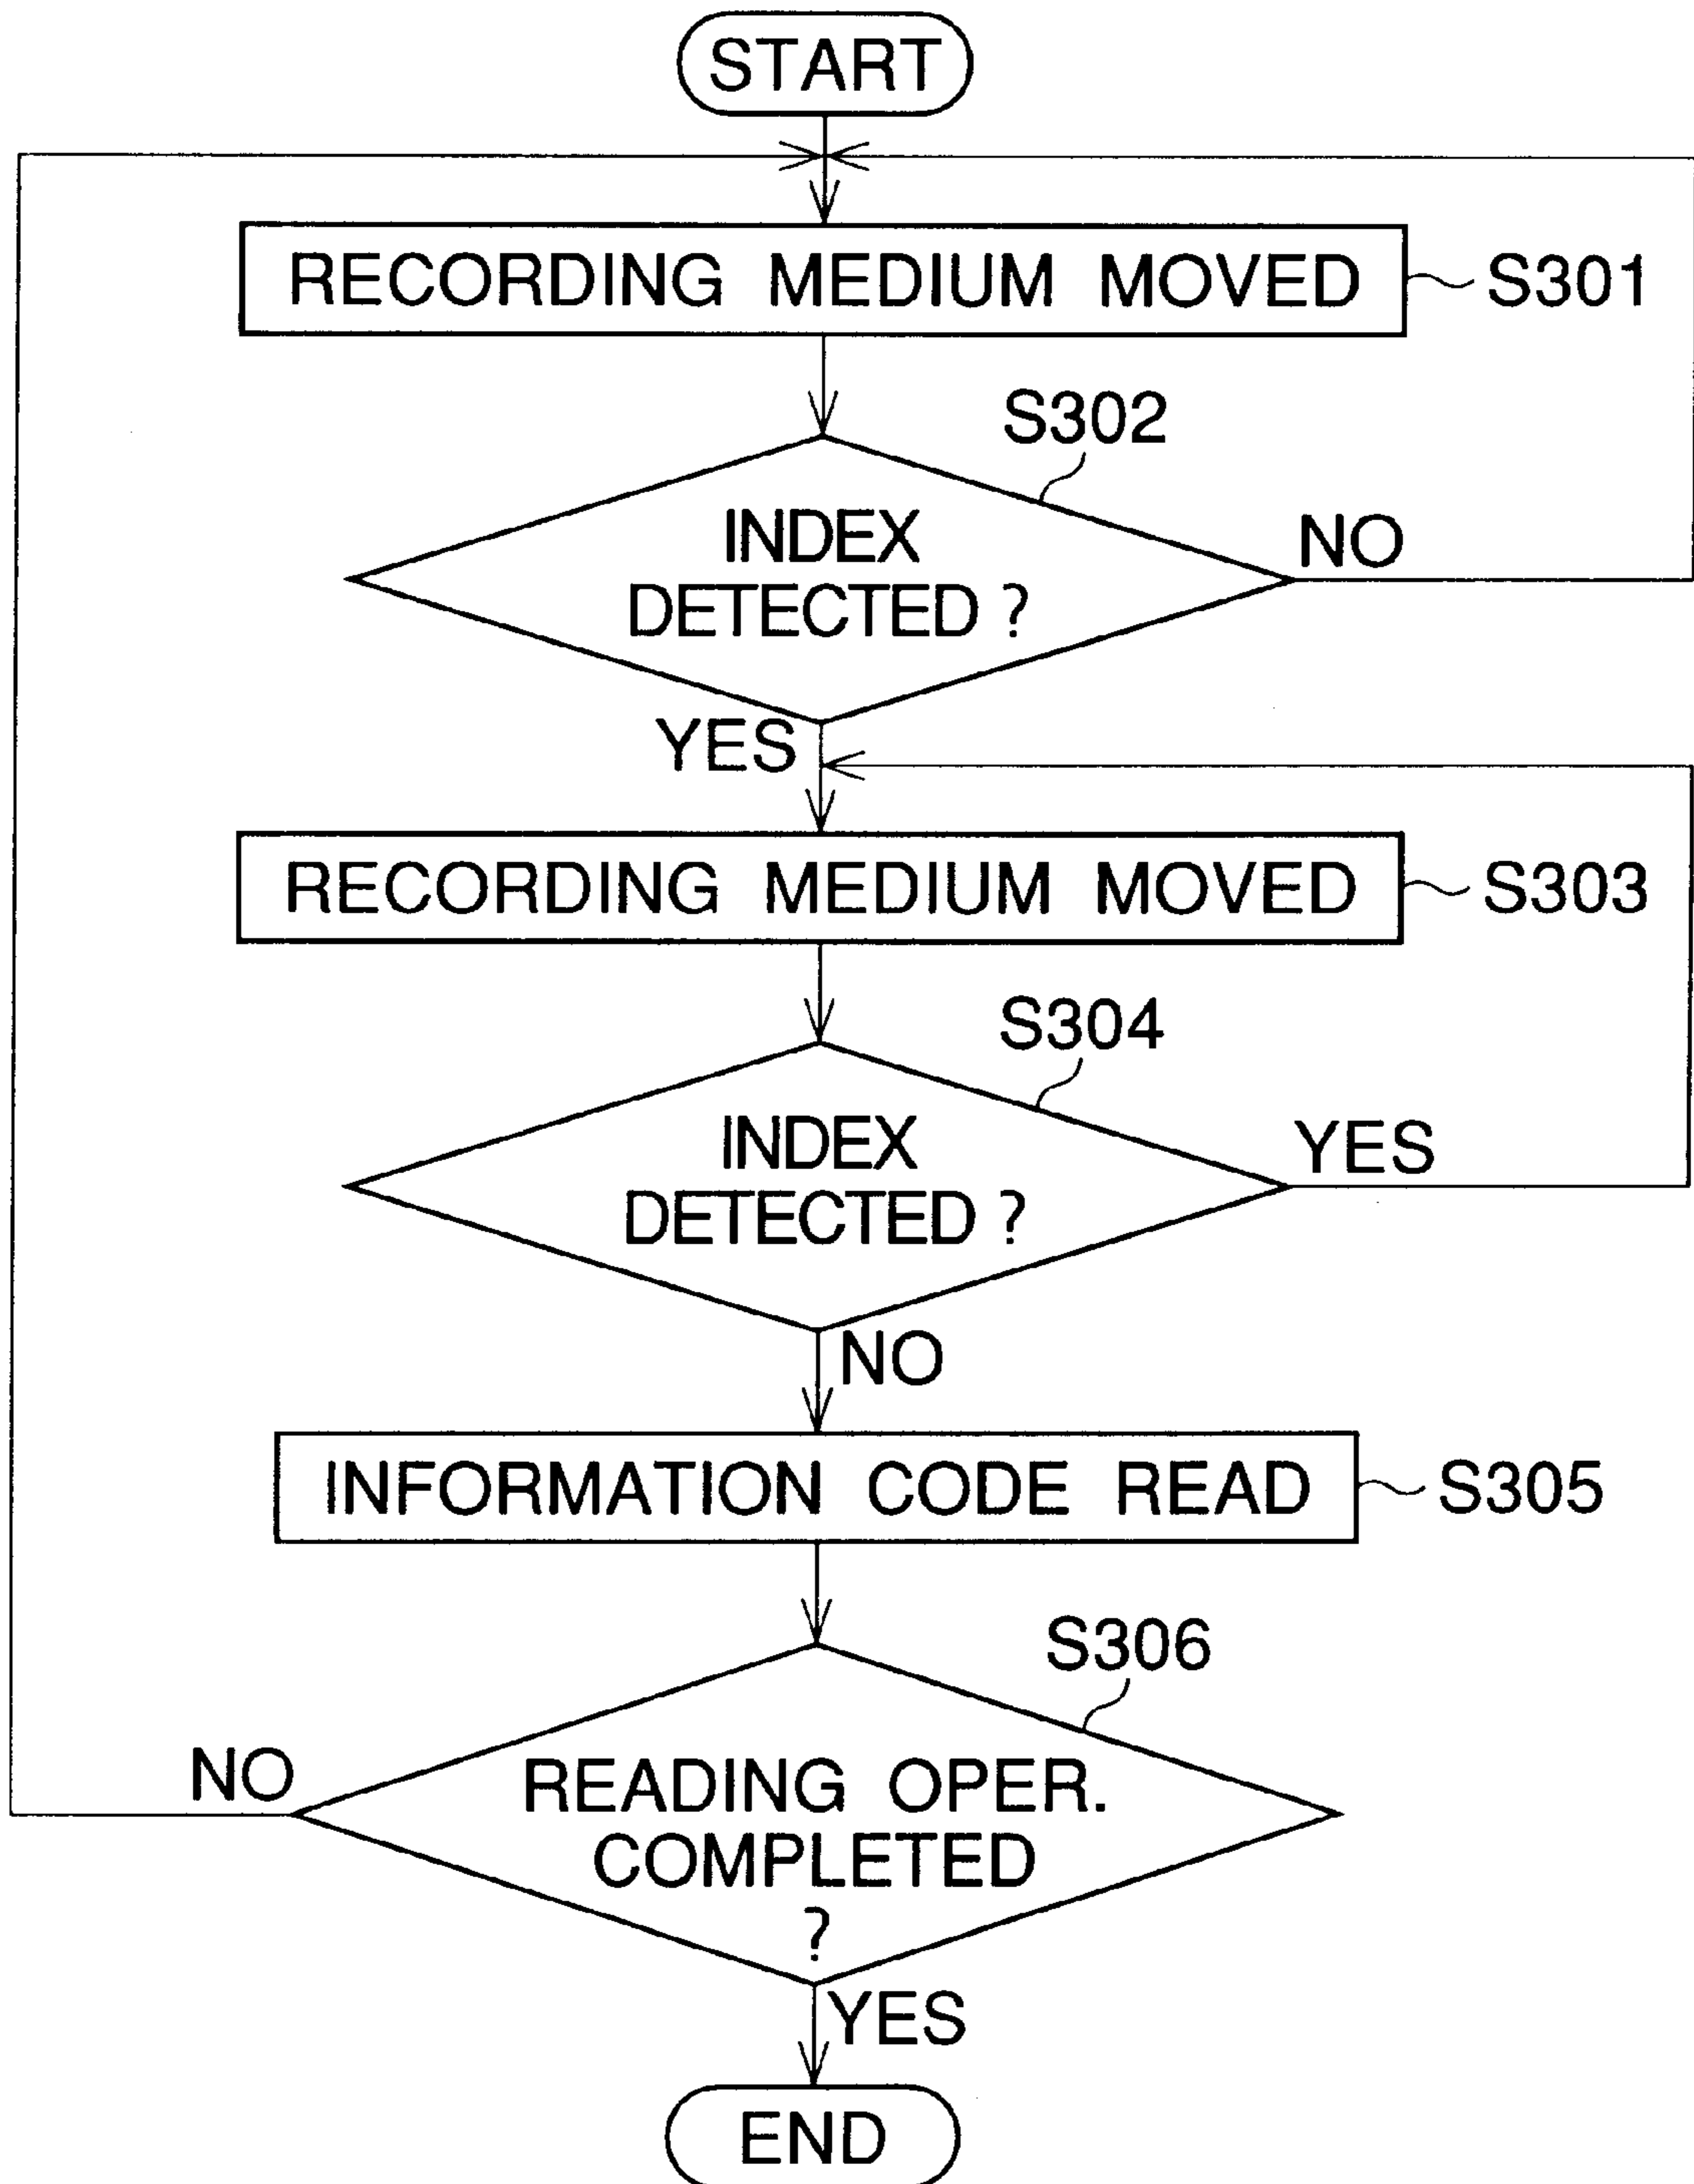 START
RECORDING MEDIUM MOVED
S301
S302
INDEX
DETECTED ?
NO
YES
RECORDING MEDIUM MOVED
S303
S304
INDEX
DETECTED ?
YES
NO
INFORMATION CODE READ
S305
S306
NO
READING OPER.
COMPLETED
?
YES
END